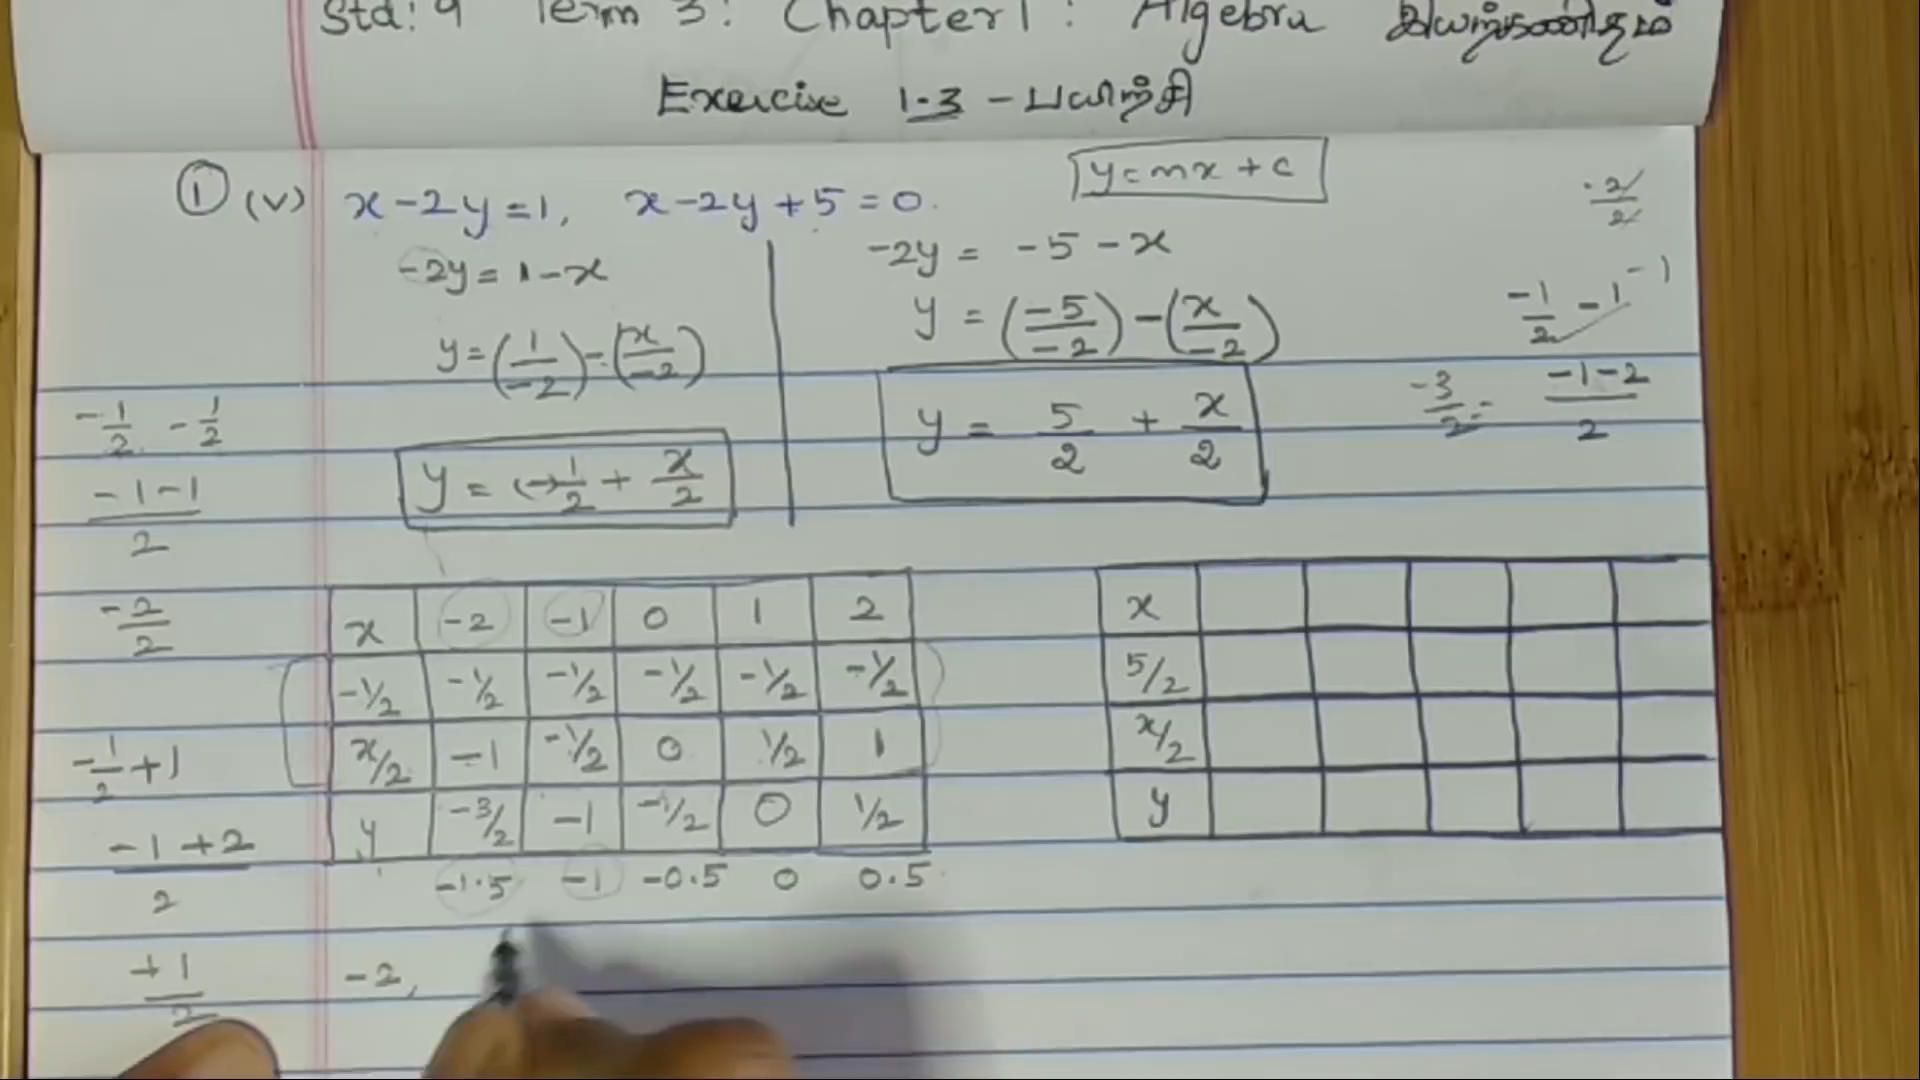 Std: 9 Term 3: Chapter 1: Algebra இயற்கணிதம்
Exercise 1.3 - பயிற்சி
① (v) x-2y=1, x-2y+5=0.
y=mx+c
-2y=1-x
y=(1/-2)-(x/-2)
y=(-)1/2+x/2
-2y=-5-x
y=(-5/-2)-(x/-2)
y=5/2+x/2
-2/2
-1/2 -1 -1
-3/2= -1-2/2
-1/2 -1/2
-1-1/2
-2/2
-1/2+1
-1+2/2
+1/2
x -2 -1 0 1 2
-1/2 -1/2 -1/2 -1/2 -1/2 -1/2
x/2 -1 -1/2 0 1/2 1
y -3/2 -1 -1/2 0 1/2
-1.5 -1 -0.5 0 0.5
x
5/2
x/2
y
-2,